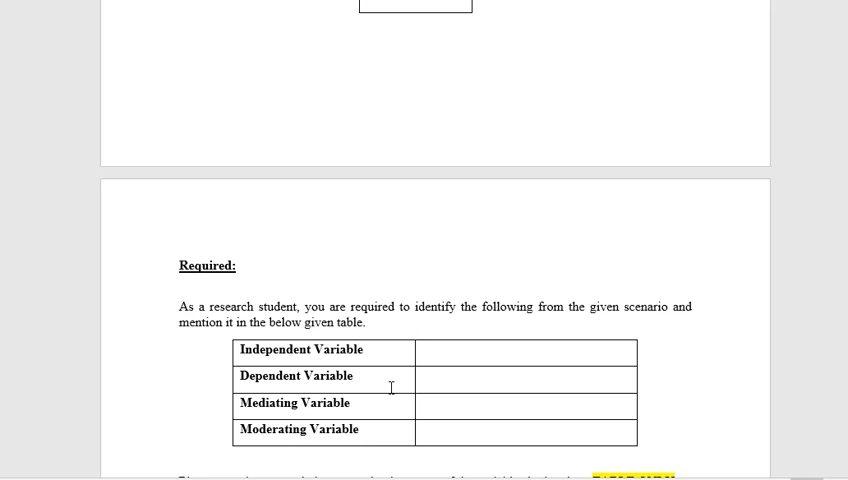 Required:
As a research student, you are required to identify the following from the given scenario and
mention it in the below given table.
Independent Variable
Dependent Variable
Mediating Variable
Moderating Variable